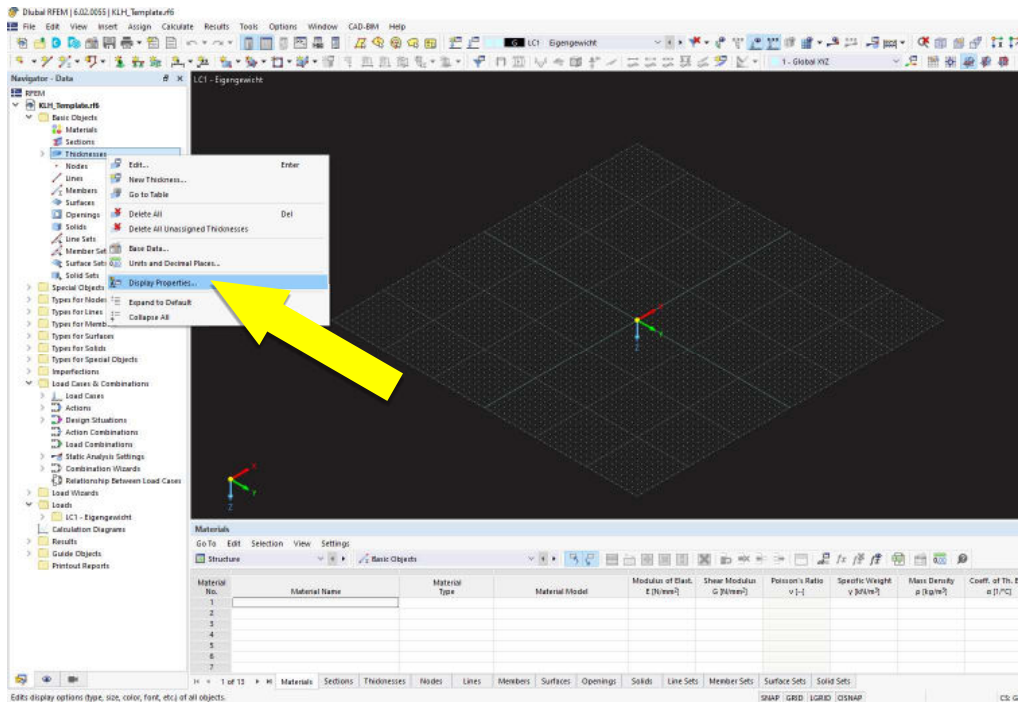 Dlubal RFEM | 6.02.0055 | KLH_Template.rf6
File Edit View Insert Assign Calculate Results Tools Options Window CAD-BIM Help
G LC1 Eigengewicht
1 - Global XYZ
Navigator - Data
LC1 - Eigengewicht
RFEM
KLH_Template.rf6
Basic Objects
Materials
Sections
Thicknesses
Nodes
Lines
Members
Surfaces
Openings
Solids
Line Sets
Member Set
Surface Sets
Solid Sets
Special Objects
Types for Nodes
Types for Lines
Types for Memb
Types for Surfaces
Types for Solids
Types for Special Objects
Imperfections
Load Cases & Combinations
Load Cases
Actions
Design Situations
Action Combinations
Load Combinations
Static Analysis Settings
Combination Wizards
Relationship Between Load Cases
Load Wizards
Loads
LC1 - Eigengewicht
Calculation Diagrams
Results
Guide Objects
Printout Reports
Edit... Enter
New Thickness...
Go to Table
Delete All Del
Delete All Unassigned Thicknesses
Base Data...
Units and Decimal Places...
Display Properties...
Expand to Default
Collapse All
X
Y
Z
X
Y
Z
Materials
Go To Edit Selection View Settings
Structure Basic Objects
Material No. Material Name Material Type Material Model Modulus of Elast. E [N/mm²] Shear Modulus G [N/mm²] Poisson's Ratio ν [--] Specific Weight γ [kN/m³] Mass Density ρ [kg/m³] Coeff. of Th. E α [1/°C]
1
2
3
4
5
6
7
1 of 13 Materials Sections Thicknesses Nodes Lines Members Surfaces Openings Solids Line Sets Member Sets Surface Sets Solid Sets
Edits display options (type, size, color, font, etc.) of all objects. SNAP GRID LGRID OSNAP CS: G